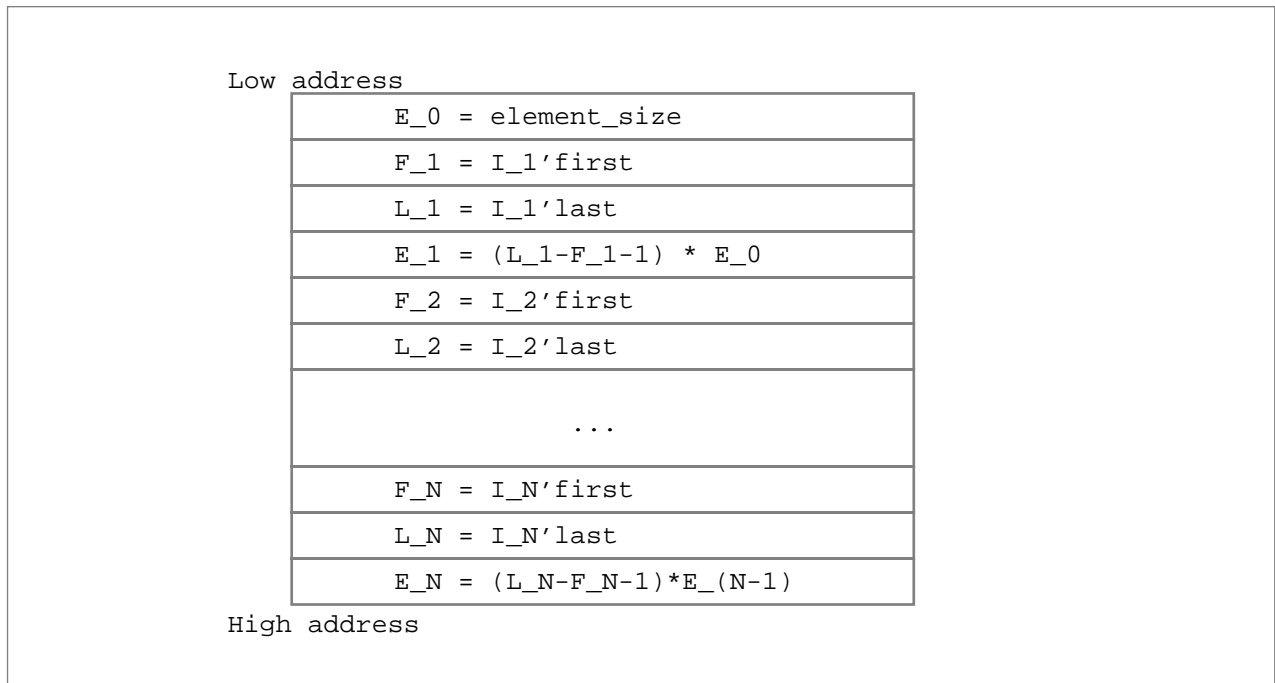 Low address
E_0 = element_size
F_1 = I_1’first
L_1 = I_1’last
E_1 = (L_1-F_1-1) * E_0
F_2 = I_2’first
L_2 = I_2’last
...
F_N = I_N’first
L_N = I_N’last
E_N = (L_N-F_N-1)*E_(N-1)
High address